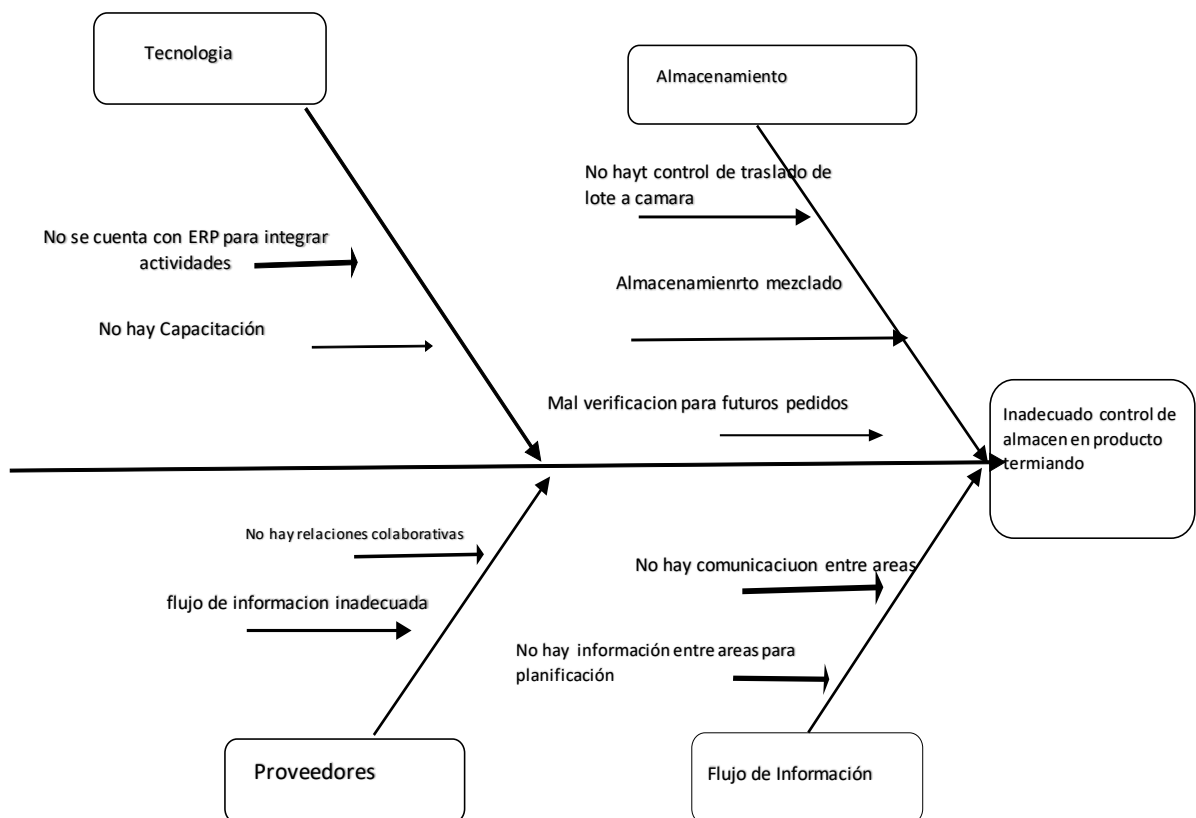 Tecnologia
Almacenamiento
No hayt control de traslado de
lote a camara
No se cuenta con ERP para integrar
actividades
Almacenamienrto mezclado
No hay Capacitación
Mal verificacion para futuros pedidos
Inadecuado control de
almacen en producto
termiando
No hay relaciones colaborativas
No hay comunicaciuon entre areas
flujo de informacion inadecuada
No hay información entre areas para
planificación
Proveedores
Flujo de Información